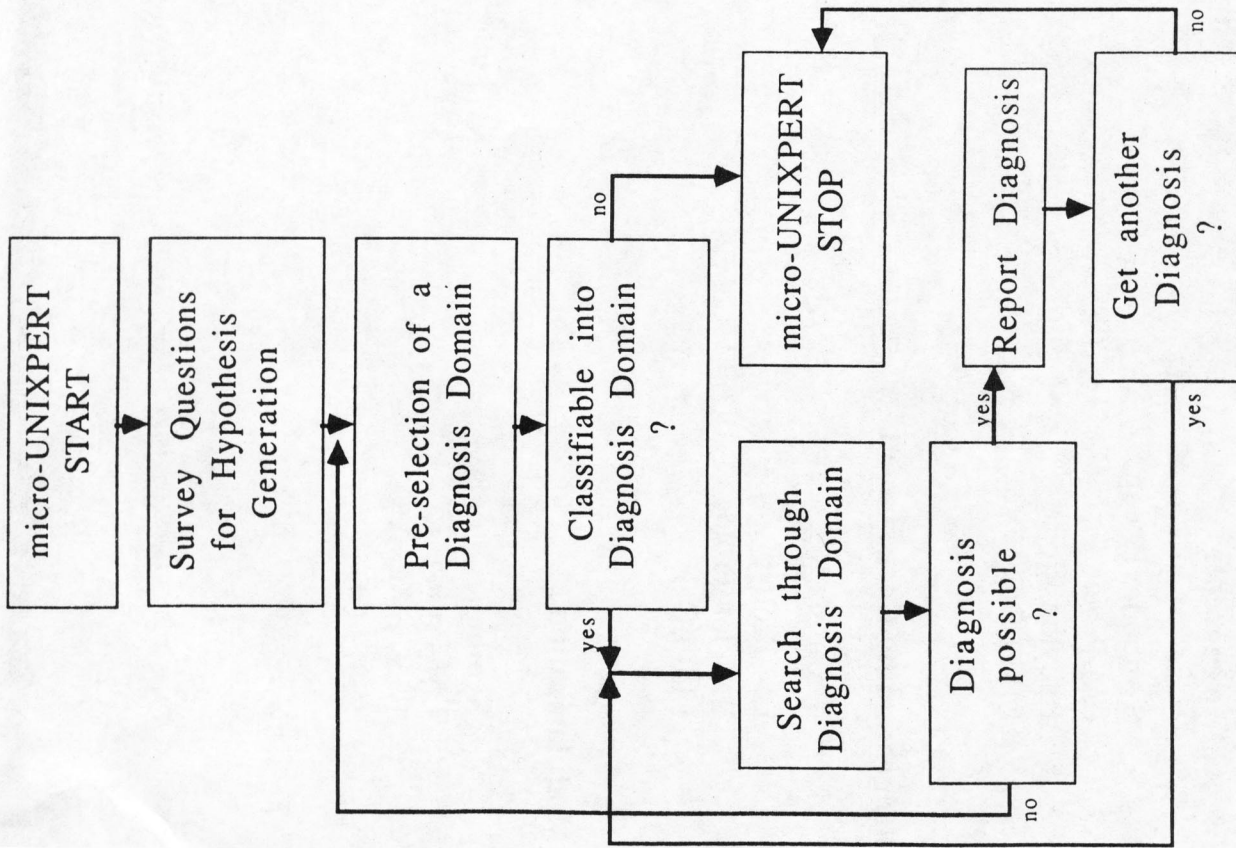 micro-UNIXPERT
START
Survey Questions
for Hypothesis
Generation
Pre-selection of a
Diagnosis Domain
Classifiable into
Diagnosis Domain
?
yes
no
Search through
Diagnosis Domain
micro-UNIXPERT
STOP
Diagnosis
possible
?
no
yes
Report Diagnosis
Get another
Diagnosis
?
yes
no